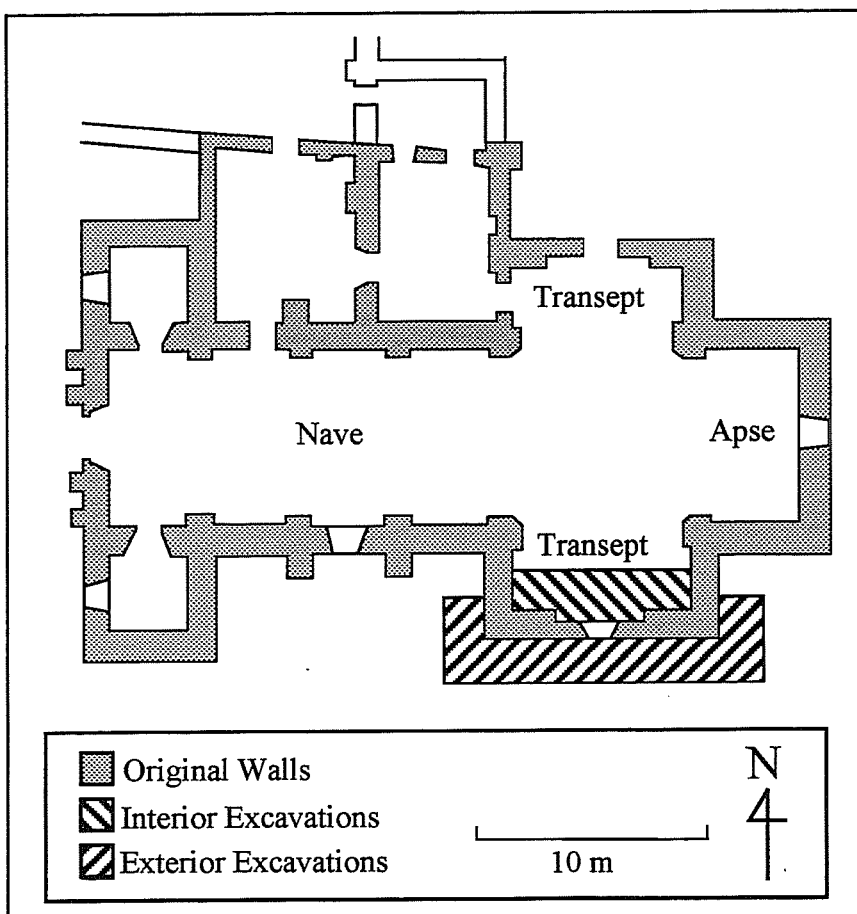 Transept
Nave
Apse
Transept
Original Walls
Interior Excavations
Exterior Excavations
10 m
N